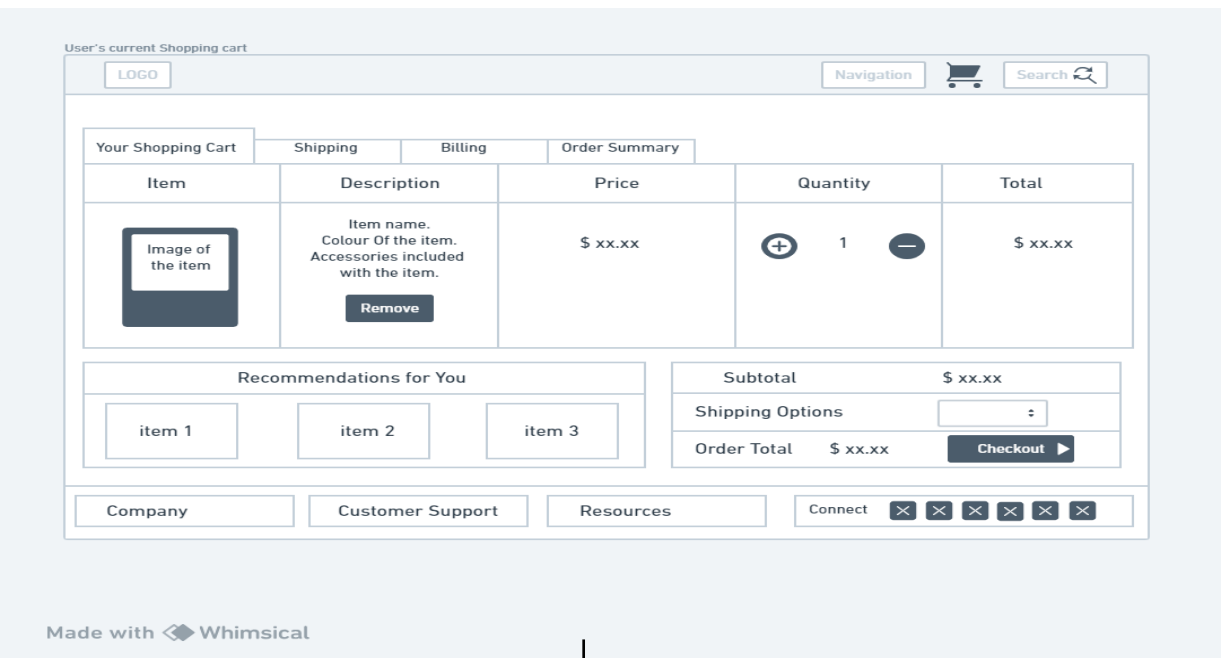 User's current Shopping cart
LOGO
Navigation
Search
Your Shopping Cart
Shipping
Billing
Order Summary
Item
Description
Price
Quantity
Total
Image of
the item
Item name.
Colour Of the item.
Accessories included
with the item.
Remove
$ xx.xx
1
$ xx.xx
Recommendations for You
item 1
item 2
item 3
Subtotal
$ xx.xx
Shipping Options
Order Total
$ xx.xx
Checkout
Company
Customer Support
Resources
Connect
Made with Whimsical